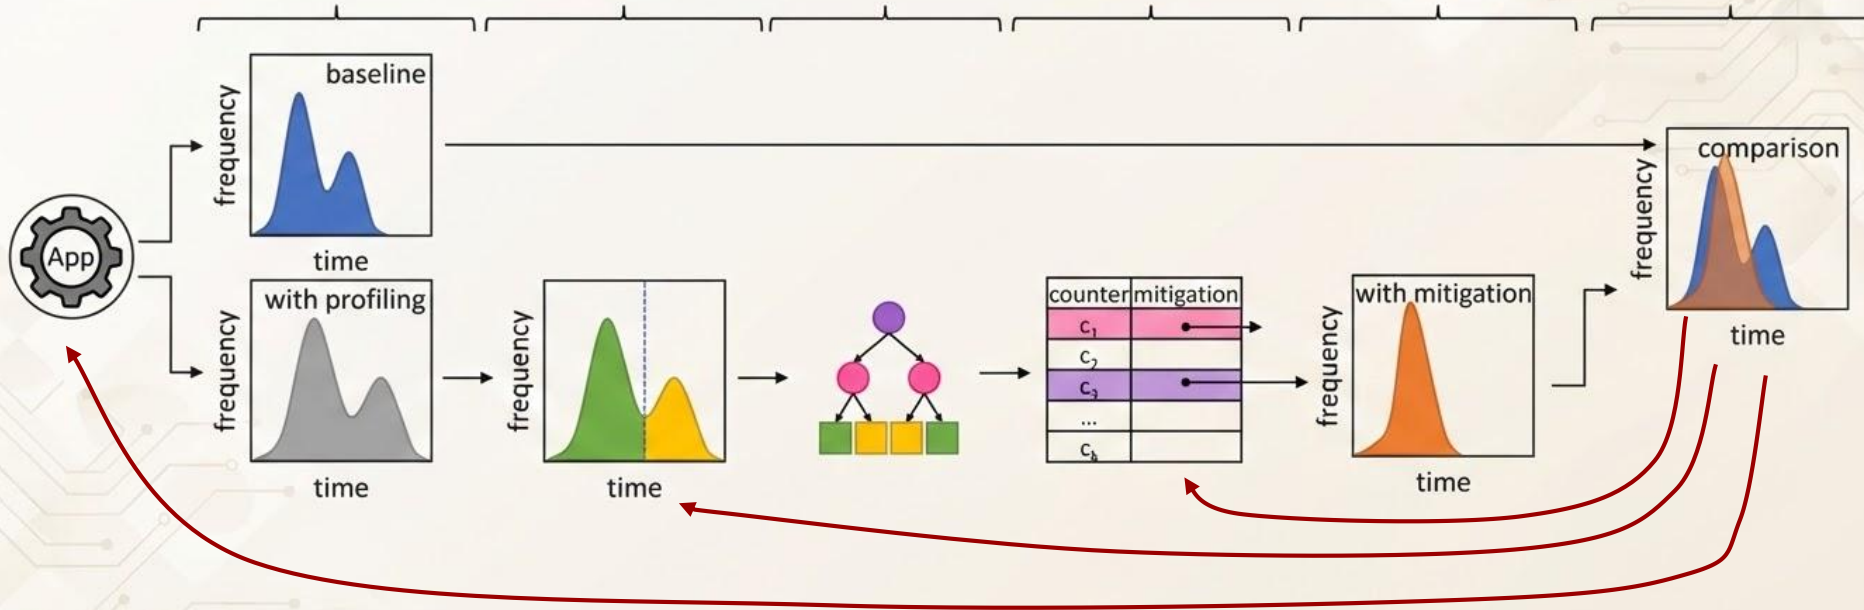 baseline
frequency
time
App
with profiling
frequency
time
frequency
time
counter mitigation
c1
c2
c3
...
ck
with mitigation
frequency
time
comparison
frequency
time